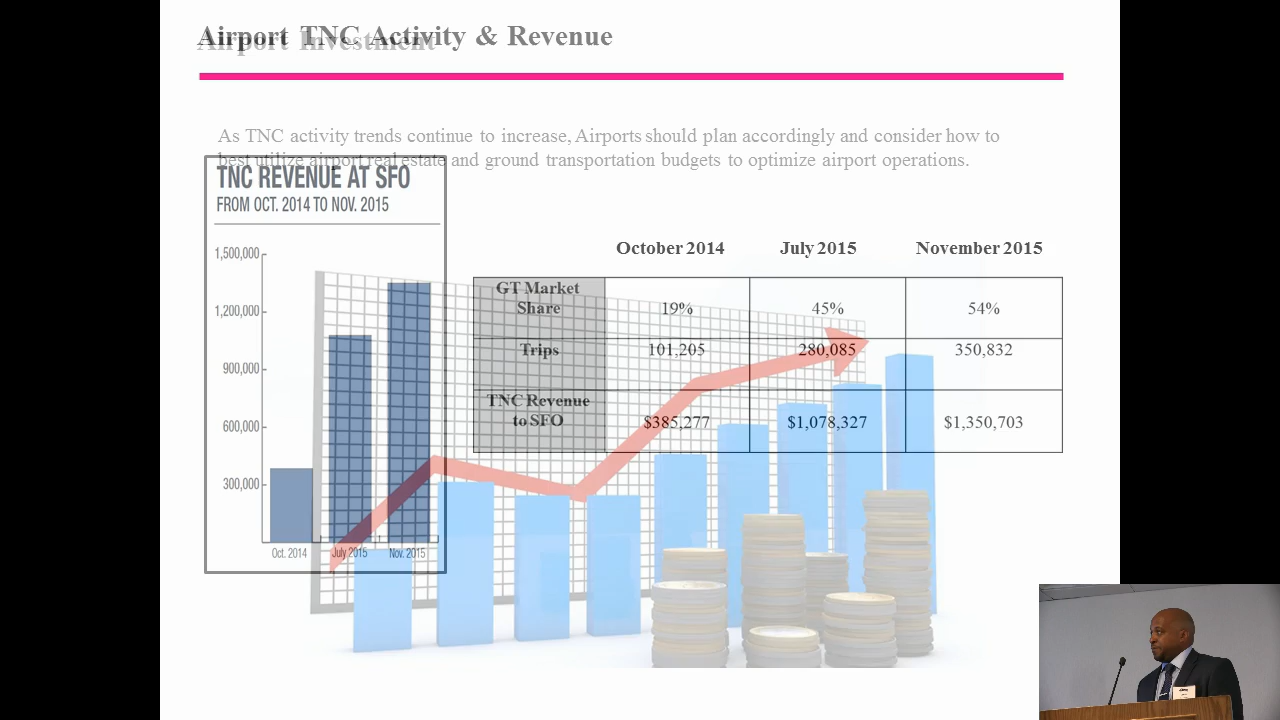 Airport TNC Activity & Revenue
Airport Investment
As TNC activity trends continue to increase, Airports should plan accordingly and consider how to
best utilize airport real estate and ground transportation budgets to optimize airport operations.
TNC REVENUE AT SFO
FROM OCT. 2014 TO NOV. 2015
1,500,000
1,200,000
900,000
600,000
300,000
Oct. 2014 July 2015 Nov. 2015
October 2014 July 2015 November 2015
GT Market
Share 19% 45% 54%
Trips 101,205 280,085 350,832
TNC Revenue
to SFO $385,277 $1,078,327 $1,350,703